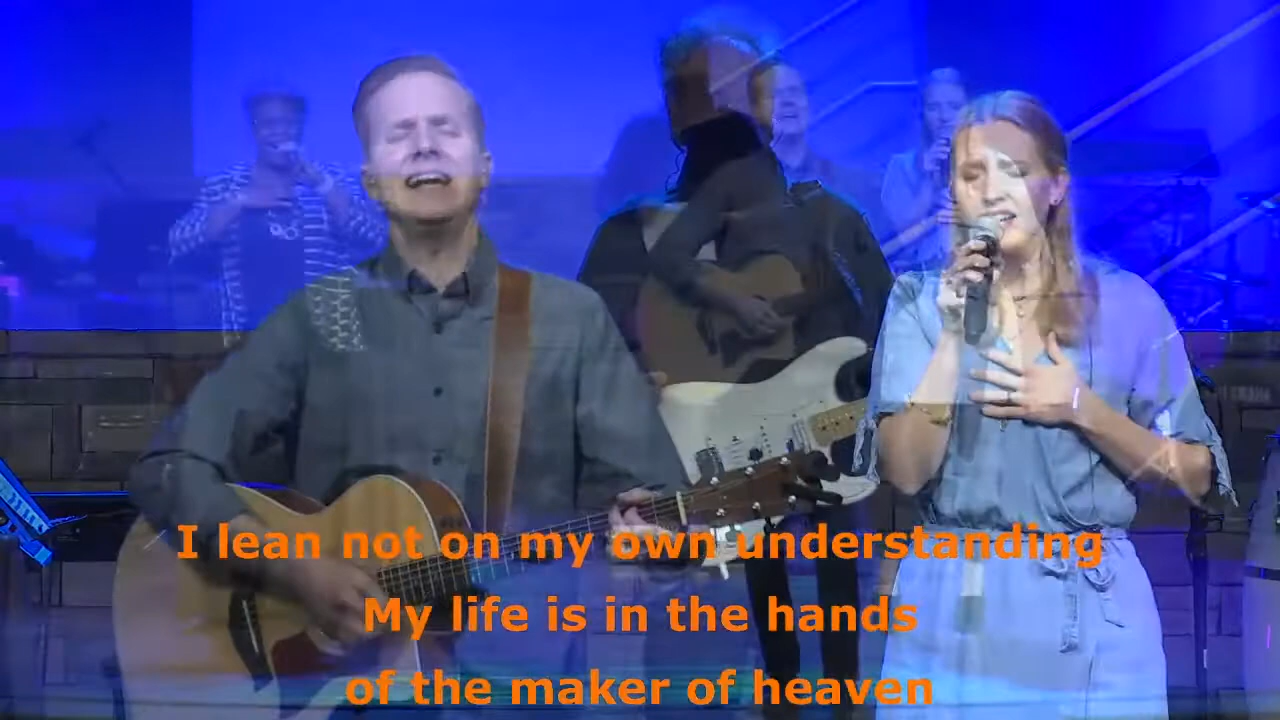 I lean not on my own understanding
My life is in the hands
of the maker of heaven